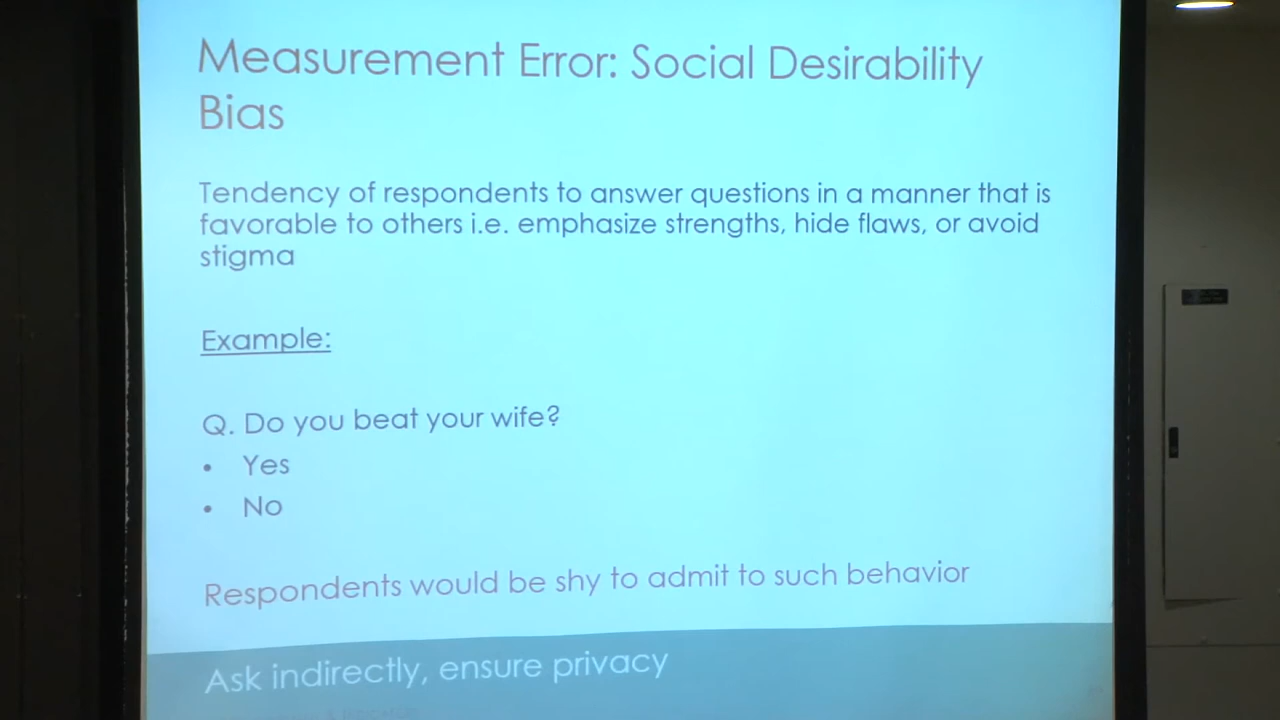 Measurement Error: Social Desirability
Bias
Tendency of respondents to answer questions in a manner that is
favorable to others i.e. emphasize strengths, hide flaws, or avoid
stigma
Example:
Q. Do you beat your wife?
• Yes
• No
Respondents would be shy to admit to such behavior
Ask indirectly, ensure privacy